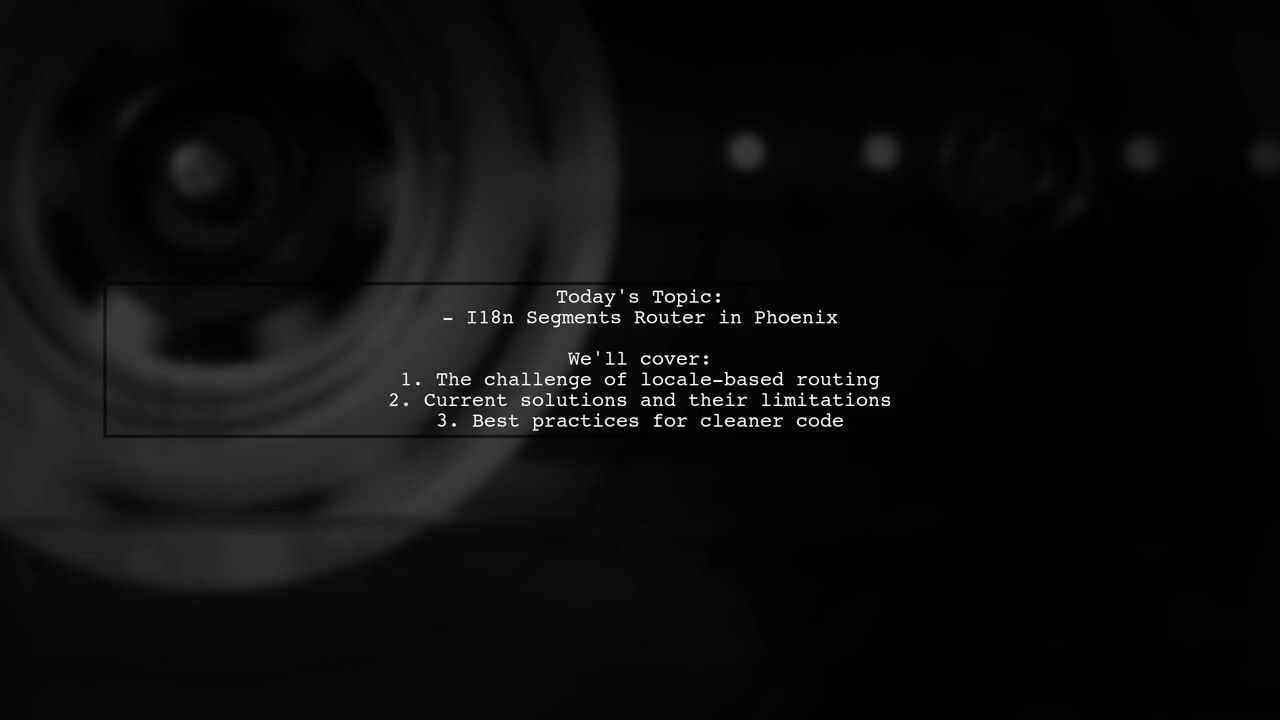 Today's Topic:
- I18n Segments Router in Phoenix
We'll cover:
1. The challenge of locale-based routing
2. Current solutions and their limitations
3. Best practices for cleaner code